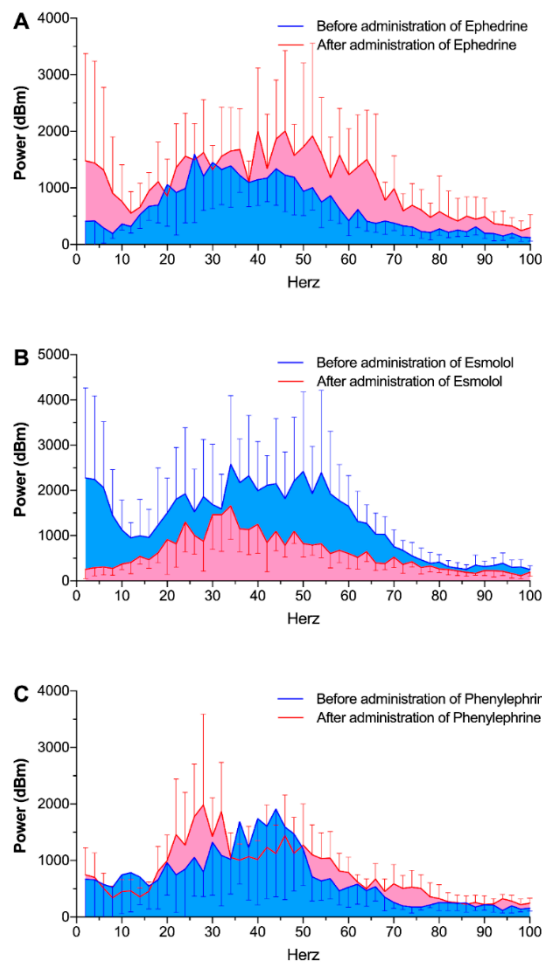 A
Before administration of Ephedrine
After administration of Ephedrine
Power (dBm)
4000
3000
2000
1000
0
0 10 20 30 40 50 60 70 80 90 100
Herz
B
Before administration of Esmolol
After administration of Esmolol
Power (dBm)
5000
4000
3000
2000
1000
0
0 10 20 30 40 50 60 70 80 90 100
Herz
C
Before administration of Phenylephrir
After administration of Phenylephrine
Power (dBm)
4000
3000
2000
1000
0
0 10 20 30 40 50 60 70 80 90 100
Herz